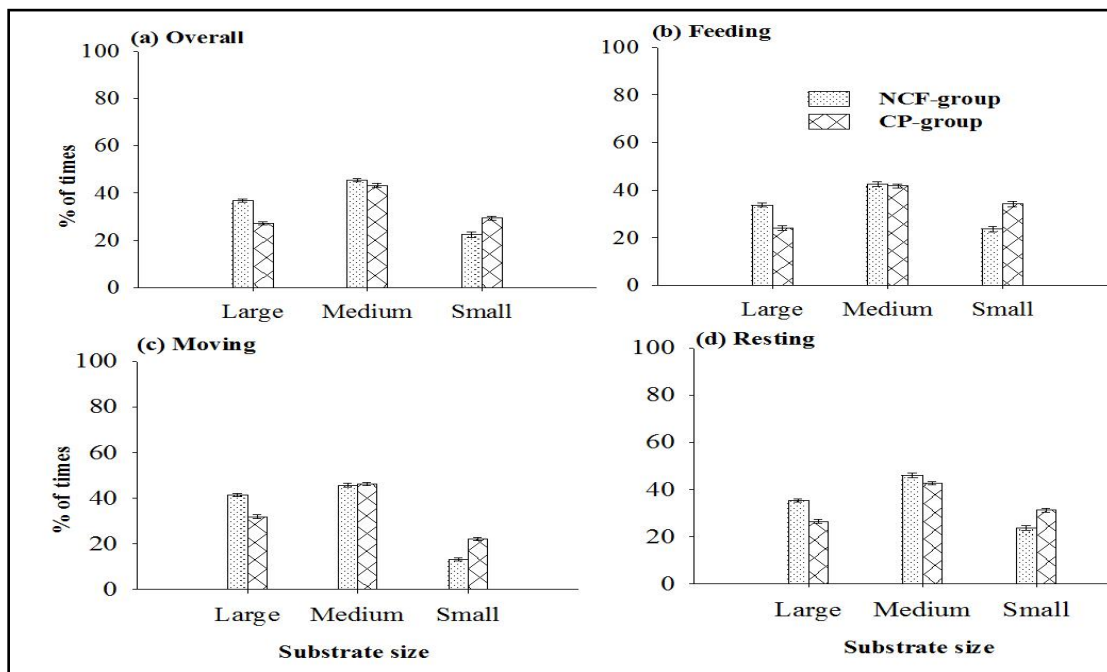 (a) Overall
100
80
60
40
20
0
% of times
Large Medium Small
(b) Feeding
100
80
60
40
20
0
NCF-group
CP-group
Large Medium Small
(c) Moving
100
80
60
40
20
0
% of times
Large Medium Small
Substrate size
(d) Resting
100
80
60
40
20
0
Large Medium Small
Substrate size